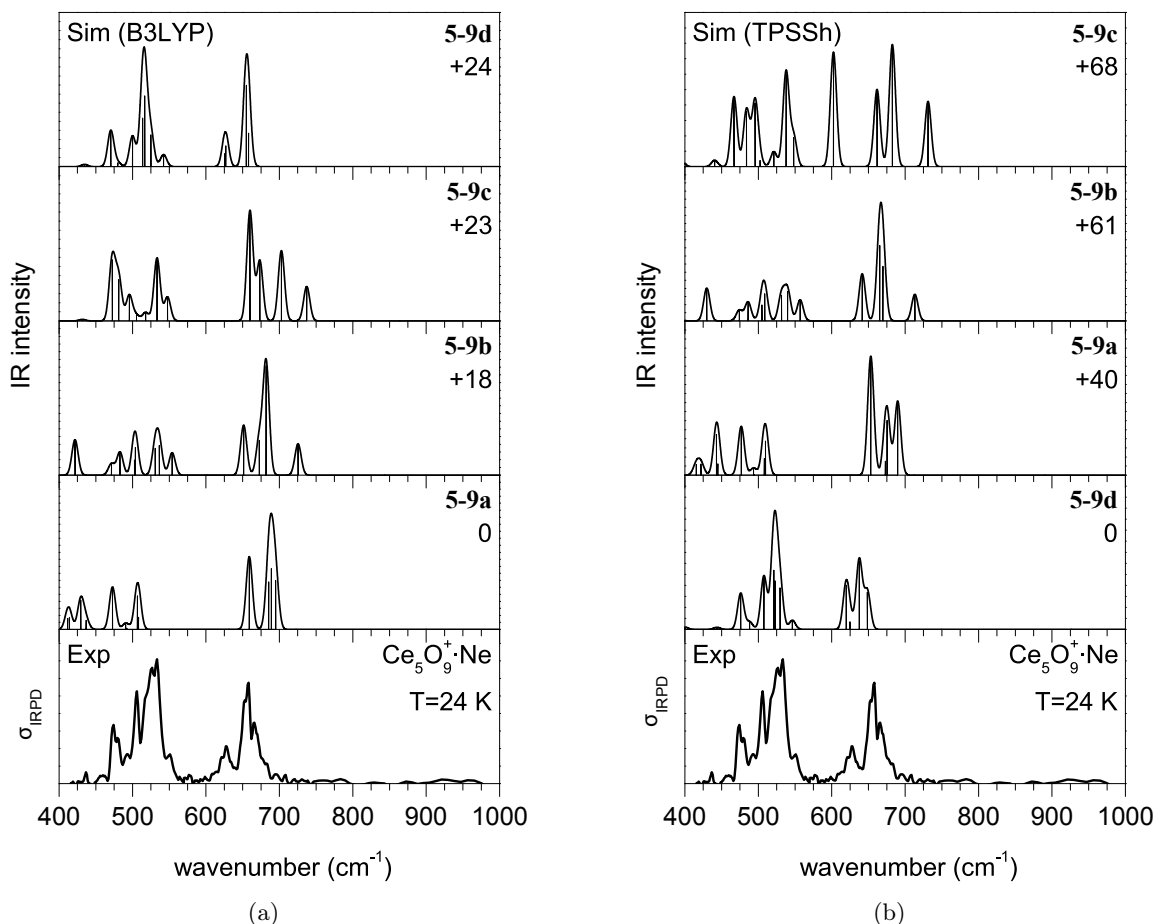 Sim (B3LYP)
5-9d
+24
5-9c
+23
5-9b
+18
5-9a
0
Exp
Ce₅O₉⁺·Ne
T=24 K
IR intensity
σIRPD
400 500 600 700 800 900 1000
wavenumber (cm⁻¹)
(a)
Sim (TPSSh)
5-9c
+68
5-9b
+61
5-9a
+40
5-9d
0
Exp
Ce₅O₉⁺·Ne
T=24 K
IR intensity
σIRPD
400 500 600 700 800 900 1000
wavenumber (cm⁻¹)
(b)